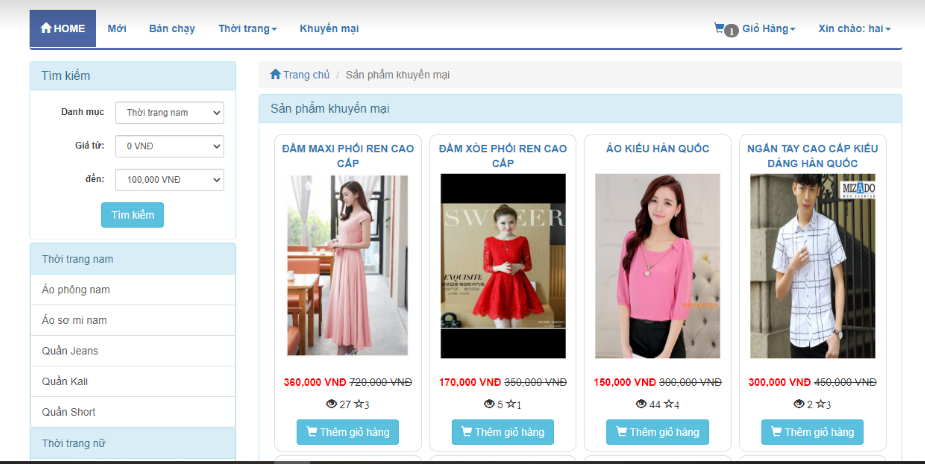 HOME Mới Bán chạy Thời trang Khuyến mại 1 Giỏ Hàng Xin chào: hai
Tìm kiếm
Danh mục Thời trang nam
Giá từ: 0 VNĐ
đến: 100,000 VNĐ
Tìm kiếm
Thời trang nam
Áo phông nam
Áo sơ mi nam
Quần Jeans
Quần Kali
Quần Short
Thời trang nữ
Trang chủ / Sản phẩm khuyến mại
Sản phẩm khuyến mại
ĐẦM MAXI PHỐI REN CAO
CẤP
360,000 VNĐ 720,000 VNĐ
27 3
Thêm giỏ hàng
ĐẦM XÒE PHỐI REN CAO
CẤP
SWEER
EXQUISITE
170,000 VNĐ 350,000 VNĐ
5 1
Thêm giỏ hàng
ÁO KIỂU HÀN QUỐC
150,000 VNĐ 300,000 VNĐ
44 4
Thêm giỏ hàng
NGẮN TAY CAO CẤP KIỂU
DÁNG HÀN QUỐC
MIZADO
300,000 VNĐ 450,000 VNĐ
2 3
Thêm giỏ hàng